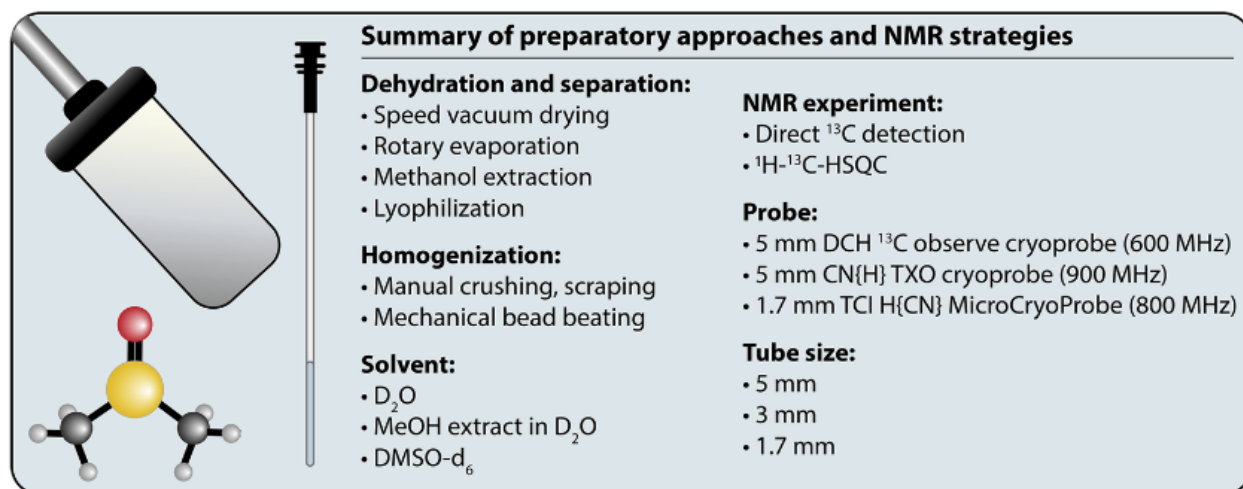 Summary of preparatory approaches and NMR strategies
Dehydration and separation:
• Speed vacuum drying
• Rotary evaporation
• Methanol extraction
• Lyophilization
Homogenization:
• Manual crushing, scraping
• Mechanical bead beating
Solvent:
• D₂O
• MeOH extract in D₂O
• DMSO-d₆
NMR experiment:
• Direct ¹³C detection
• ¹H-¹³C-HSQC
Probe:
• 5 mm DCH ¹³C observe cryoprobe (600 MHz)
• 5 mm CN{H} TXO cryoprobe (900 MHz)
• 1.7 mm TCI H{CN} MicroCryoProbe (800 MHz)
Tube size:
• 5 mm
• 3 mm
• 1.7 mm